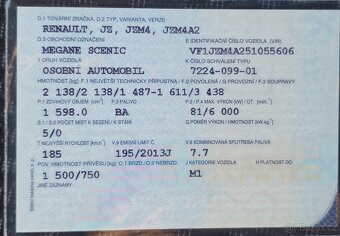 D.1 TOVÁRNÍ ZNAČKA, D.2 TYP, VARIANTA, VERZE
RENAULT, JZ, JZM4, JZM4A2
D.3 OBCHODNÍ OZNAČENÍ E IDENTIFIKAČNÍ ČÍSLO VOZIDLA (VIN)
MEGANE SCENIC VF1JZM4A251055606
1 DRUH VOZIDLA K ČÍSLO SCHVÁLENÍ TYPU
OSOBNÍ AUTOMOBIL 7224-099-01
HMOTNOST (KG) - 1 NEJVĚTŠÍ TECHNICKY PŘÍPUSTNÁ / POVOLENÁ / G PROVOZNÍ / 3 SOUPRAVY
2 138/2 138/1 487-1 611/3 438
P.1 ZDVIHOVÝ OBJEM [cm³] P.3 PALIVO P.2 / P.4 MAX. VÝKON [kW] / OT. [min]
1 598.0 BA 81/6 000
S.1 / S.2 POČET MÍST K SEZENÍ / K STÁNÍ Q POMĚR VÝKON / HMOTNOST [kW/kg]
5/0
T NEJVYŠŠÍ RYCHLOST [km/h] V.9 EMISNÍ LIMIT Č. V.8 KOMBINOVANÁ SPOTŘEBA PALIVA
185 195/2013J 7.7
POV. HMOTNOST PŘÍVĚSU [kg] - O.1 BRZD./ O.2 NEBRZD. J KATEGORIE VOZIDLA H PLATNOST DO
1 500/750 M1
JINÉ ZÁZNAMY